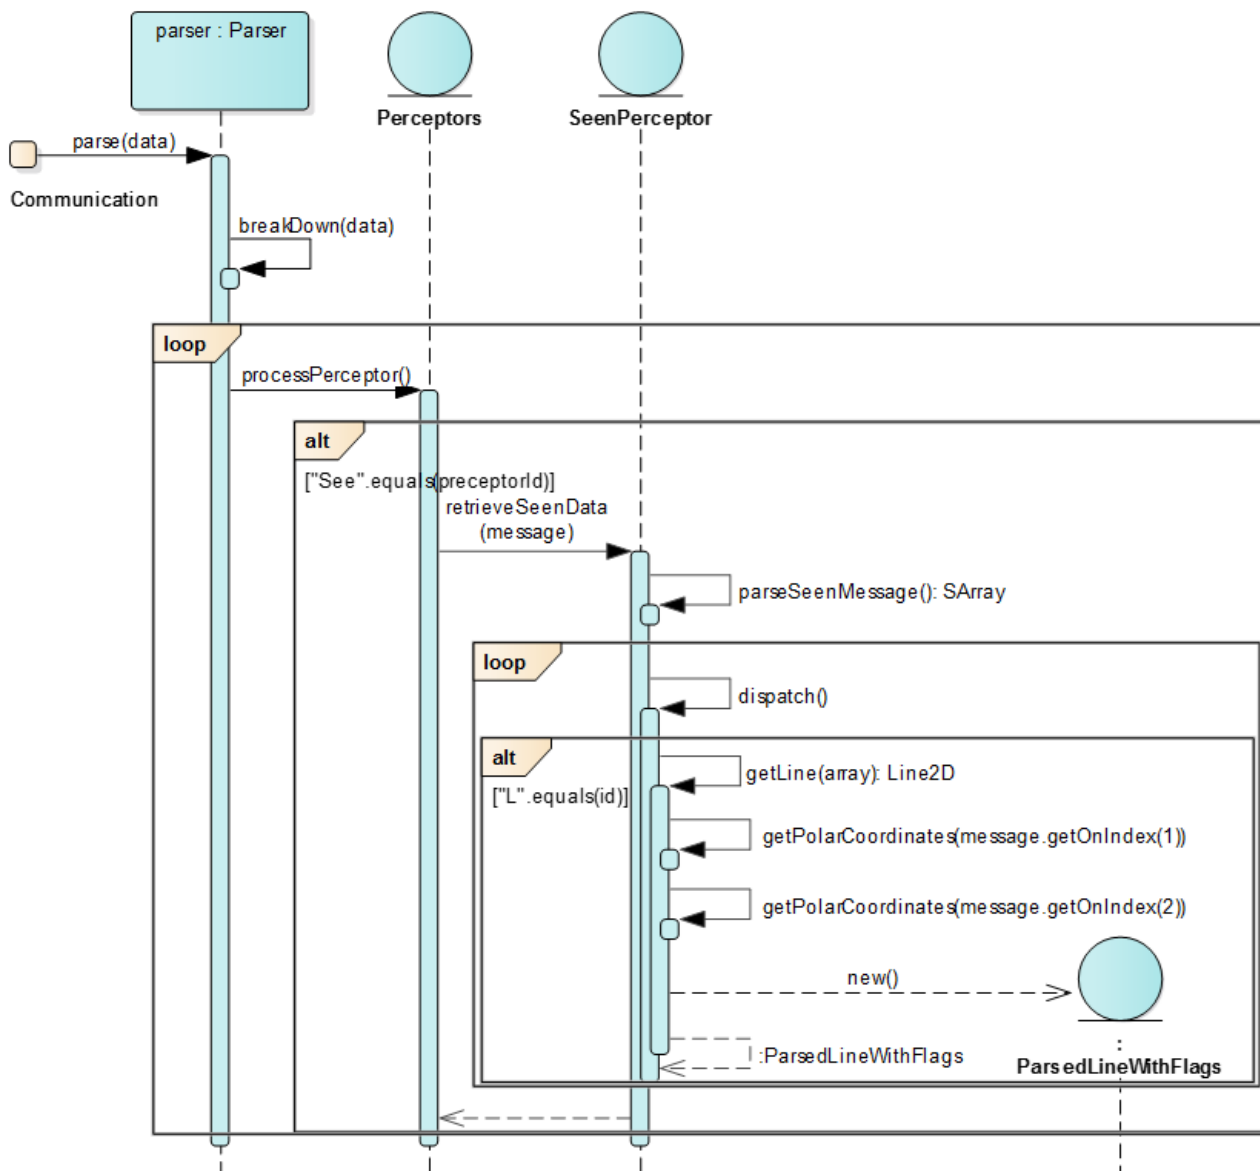 parser : Parser
Perceptors
SeenPerceptor
parse(data)
Communication
breakDown(data)
loop
processPerceptor()
alt
["See".equals(preceptorId)]
retrieveSeenData
(message)
parseSeenMessage(): SArray
loop
dispatch()
alt
getLine(array): Line2D
["L".equals(id)]
getPolarCoordinates(message.getOnIndex(1))
getPolarCoordinates(message.getOnIndex(2))
new()
:ParsedLineWithFlags
:
ParsedLineWithFlags